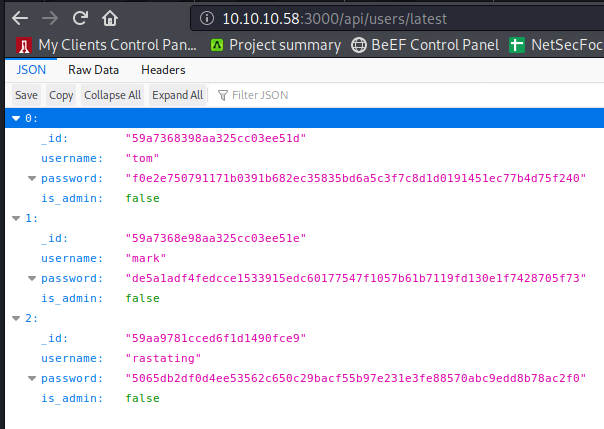 10.10.10.58:3000/api/users/latest
My Clients Control Pan... Project summary BeEF Control Panel NetSecFoc
JSON Raw Data Headers
Save Copy Collapse All Expand All Filter JSON
0:
_id: "59a7368398aa325cc03ee51d"
username: "tom"
password: "f0e2e750791171b0391b682ec35835bd6a5c3f7c8d1d0191451ec77b4d75f240"
is_admin: false
1:
_id: "59a7368e98aa325cc03ee51e"
username: "mark"
password: "de5a1adf4fedcce1533915edc60177547f1057b61b7119fd130e1f7428705f73"
is_admin: false
2:
_id: "59aa9781cced6f1d1490fce9"
username: "rastating"
password: "5065db2df0d4ee53562c650c29bacf55b97e231e3fe88570abc9edd8b78ac2f0"
is_admin: false